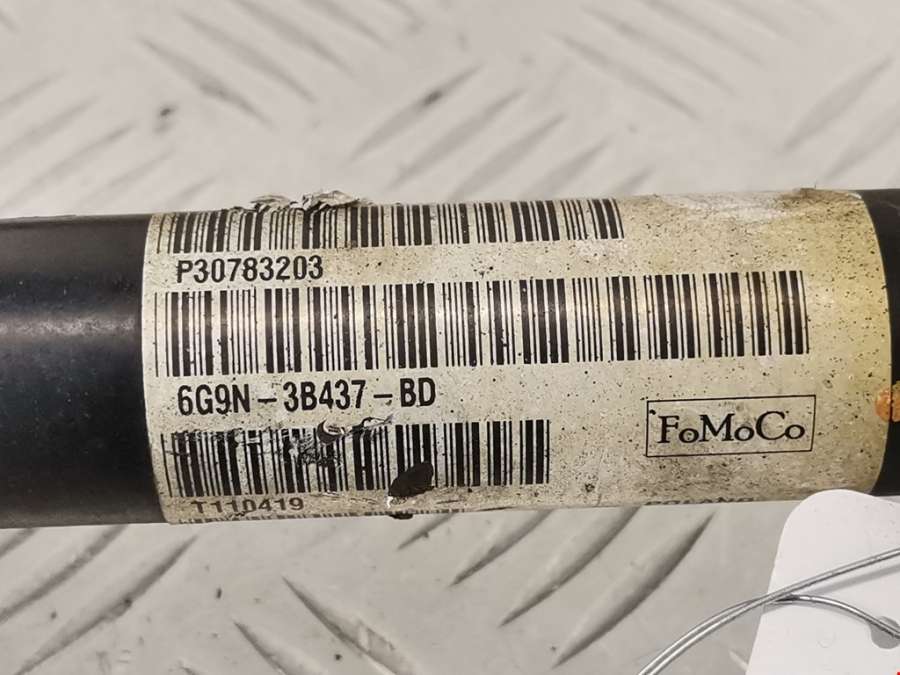 P30783203
6G9N-3B437-BD
FoMoCo
T110419